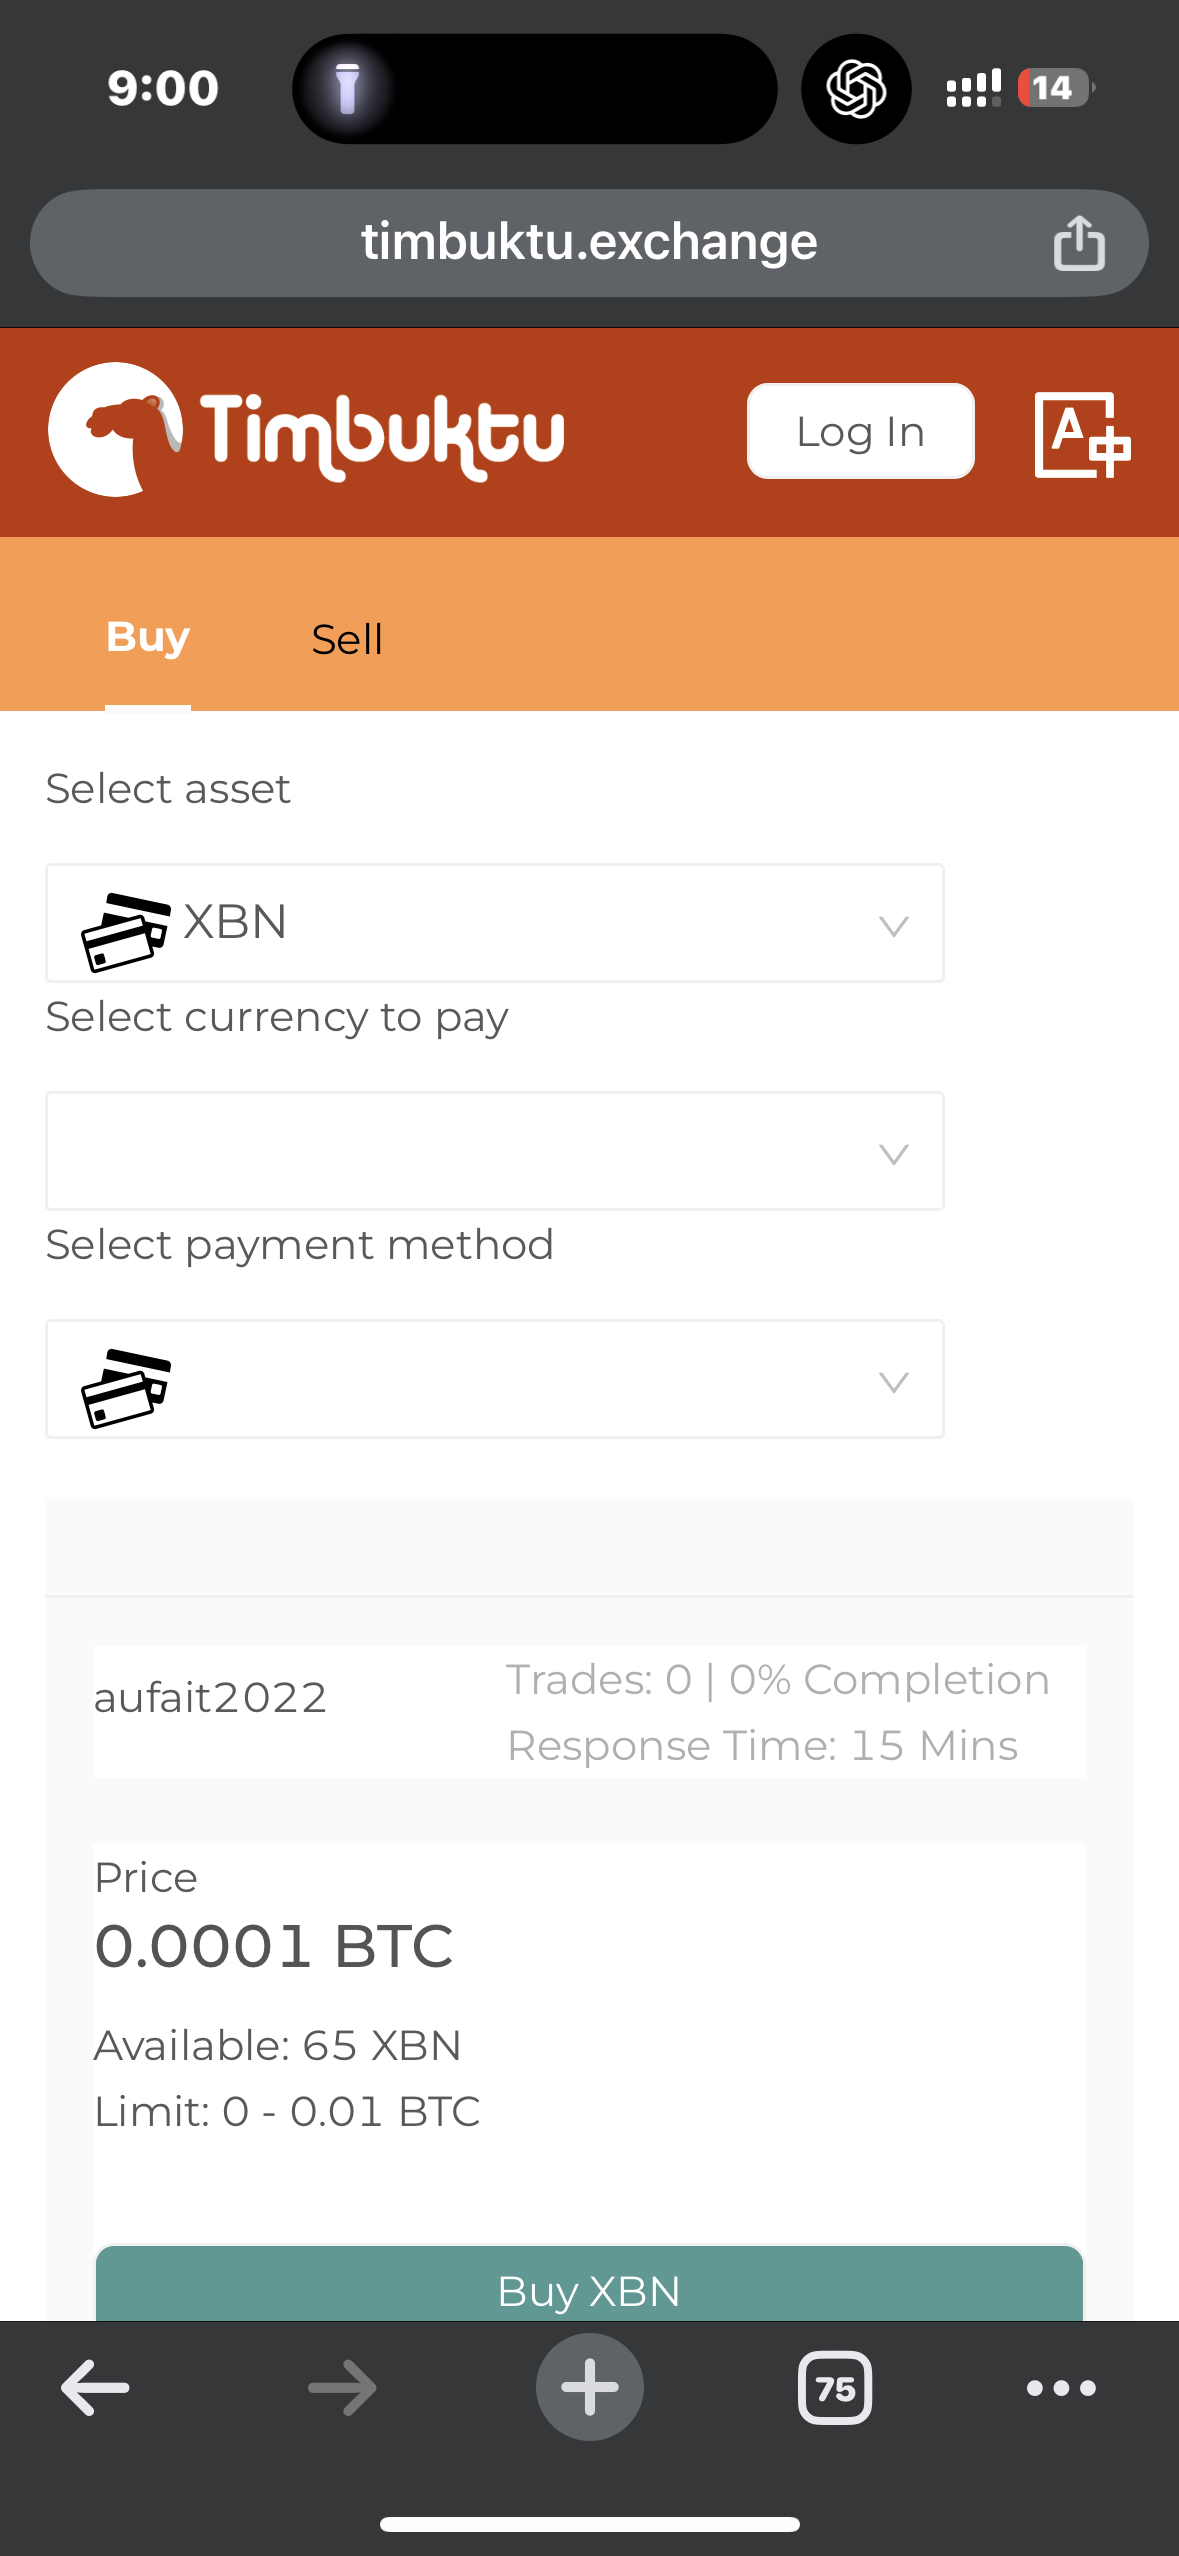 9:00
14
timbuktu.exchange
Timbuktu
Log In
A
Buy
Sell
Select asset
XBN
Select currency to pay
Select payment method
aufait2022
Trades: 0 | 0% Completion
Response Time: 15 Mins
Price
0.0001 BTC
Available: 65 XBN
Limit: 0 - 0.01 BTC
Buy XBN
75